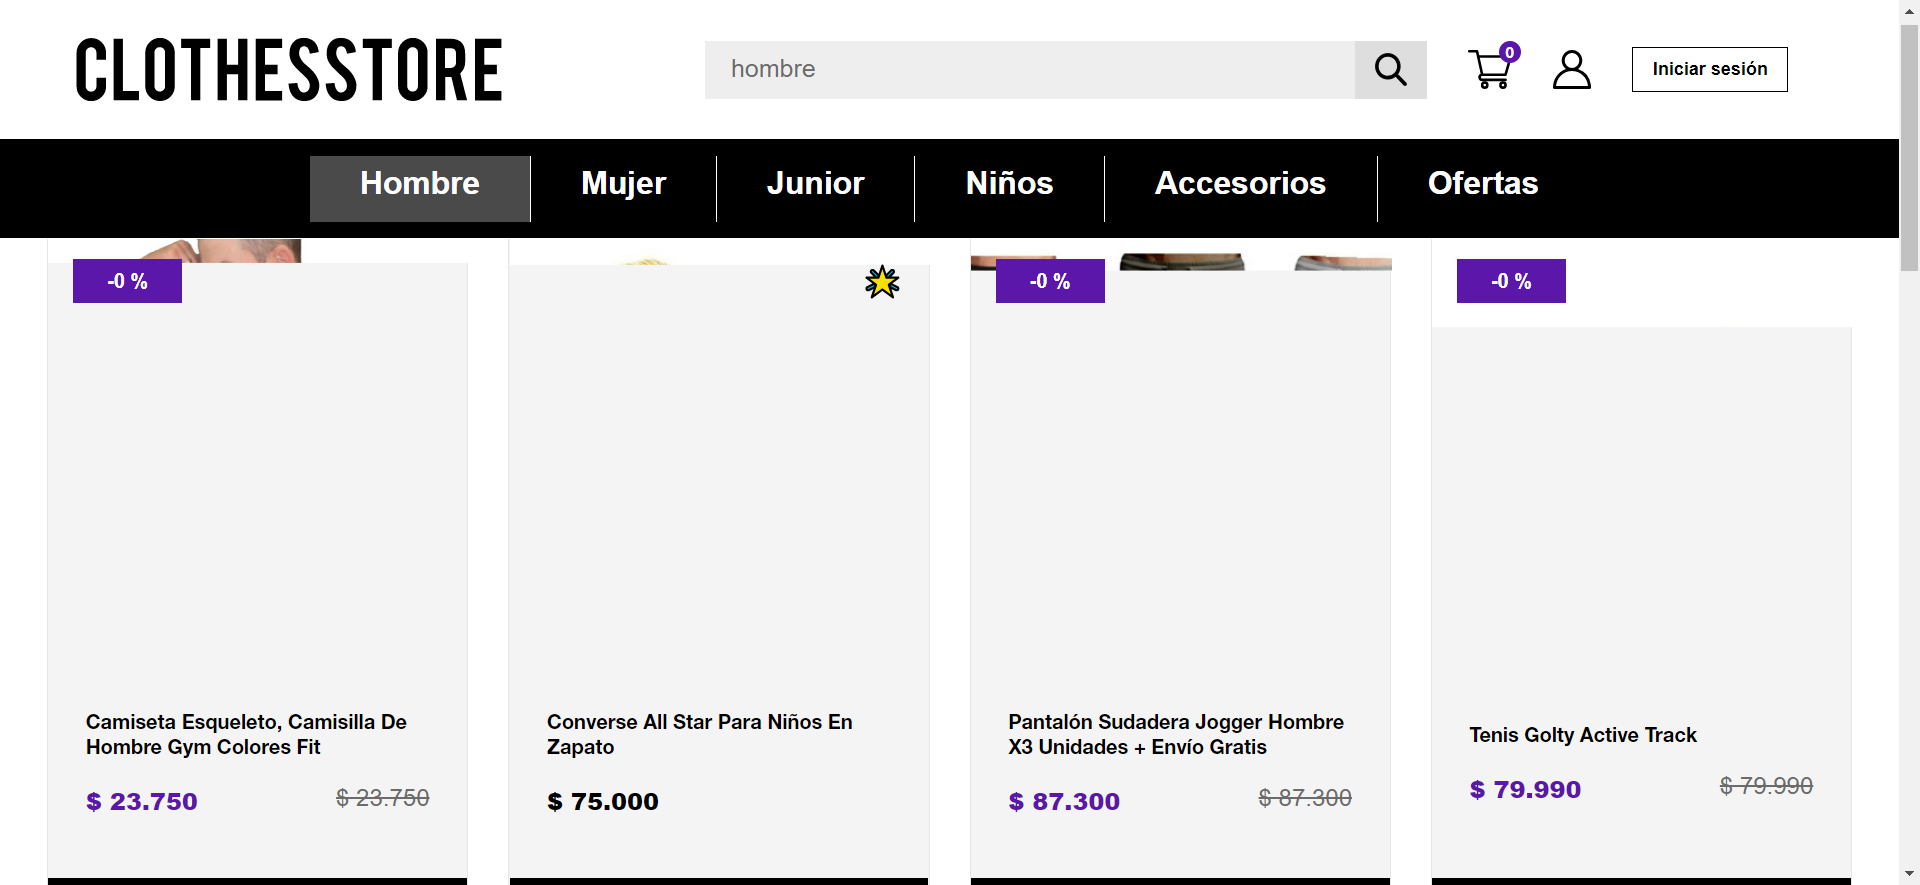 CLOTHESSTORE
hombre
0
Iniciar sesión
Hombre
Mujer
Junior
Niños
Accesorios
Ofertas
-0 %
-0 %
-0 %
Camiseta Esqueleto, Camisilla De
Hombre Gym Colores Fit
$ 23.750
$ 23.750
Converse All Star Para Niños En
Zapato
$ 75.000
Pantalón Sudadera Jogger Hombre
X3 Unidades + Envío Gratis
$ 87.300
$ 87.300
Tenis Golty Active Track
$ 79.990
$ 79.990